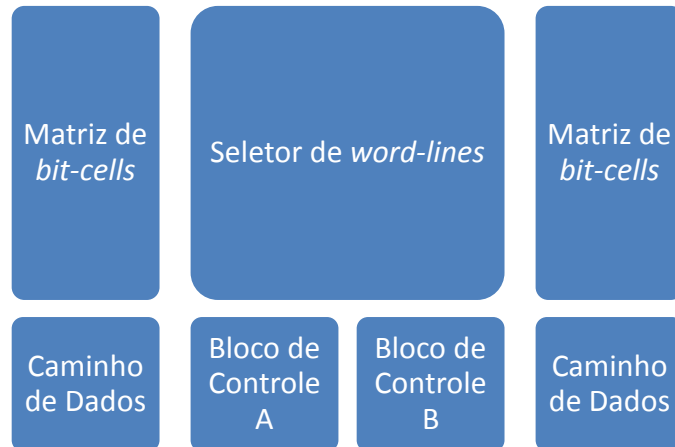 Matriz de
bit-cells
Seletor de word-lines
Matriz de
bit-cells
Caminho
de Dados
Bloco de
Controle
A
Bloco de
Controle
B
Caminho
de Dados